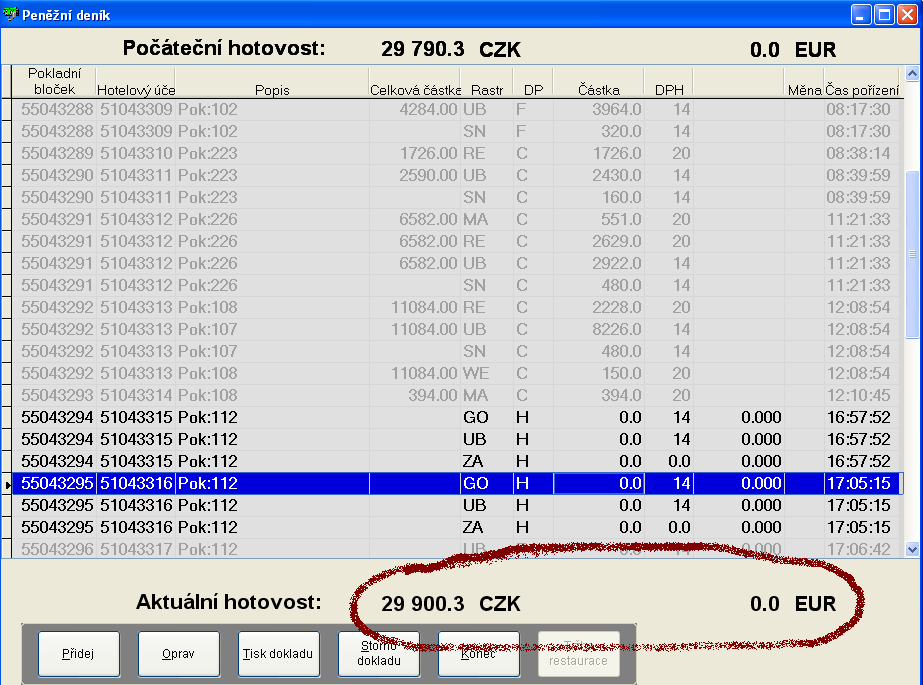 Peněžní deník
Počáteční hotovost: 29 790.3 CZK 0.0 EUR
Pokladní bloček Hotelový úče Popis Celková částka Rastr DP Částka DPH Měna Čas pořízení
55043288 51043309 Pok:102 4284.00 UB F 3964.0 14 08:17:30
55043288 51043309 Pok:102 SN F 320.0 14 08:17:30
55043289 51043310 Pok:223 1726.00 RE C 1726.0 20 08:38:14
55043290 51043311 Pok:223 2590.00 UB C 2430.0 14 08:39:59
55043290 51043311 Pok:223 SN C 160.0 14 08:39:59
55043291 51043312 Pok:226 6582.00 MA C 551.0 20 11:21:33
55043291 51043312 Pok:226 6582.00 RE C 2629.0 20 11:21:33
55043291 51043312 Pok:226 6582.00 UB C 2922.0 14 11:21:33
55043291 51043312 Pok:226 SN C 480.0 14 11:21:33
55043292 51043313 Pok:108 11084.00 RE C 2228.0 20 12:08:54
55043292 51043313 Pok:107 11084.00 UB C 8226.0 14 12:08:54
55043292 51043313 Pok:107 SN C 480.0 14 12:08:54
55043292 51043313 Pok:108 11084.00 WE C 150.0 20 12:08:54
55043293 51043314 Pok:108 394.00 MA C 394.0 20 12:10:45
55043294 51043315 Pok:112 GO H 0.0 14 0.000 16:57:52
55043294 51043315 Pok:112 UB H 0.0 14 0.000 16:57:52
55043294 51043315 Pok:112 ZA H 0.0 0.0 0.000 16:57:52
55043295 51043316 Pok:112 GO H 0.0 14 0.000 17:05:15
55043295 51043316 Pok:112 UB H 0.0 14 0.000 17:05:15
55043295 51043316 Pok:112 ZA H 0.0 0.0 0.000 17:05:15
55043296 51043317 Pok:112 UB 14 0.000 17:06:42
Aktuální hotovost: 29 900.3 CZK 0.0 EUR
Přidej Oprav Tisk dokladu Storno dokladu Konec restaurace